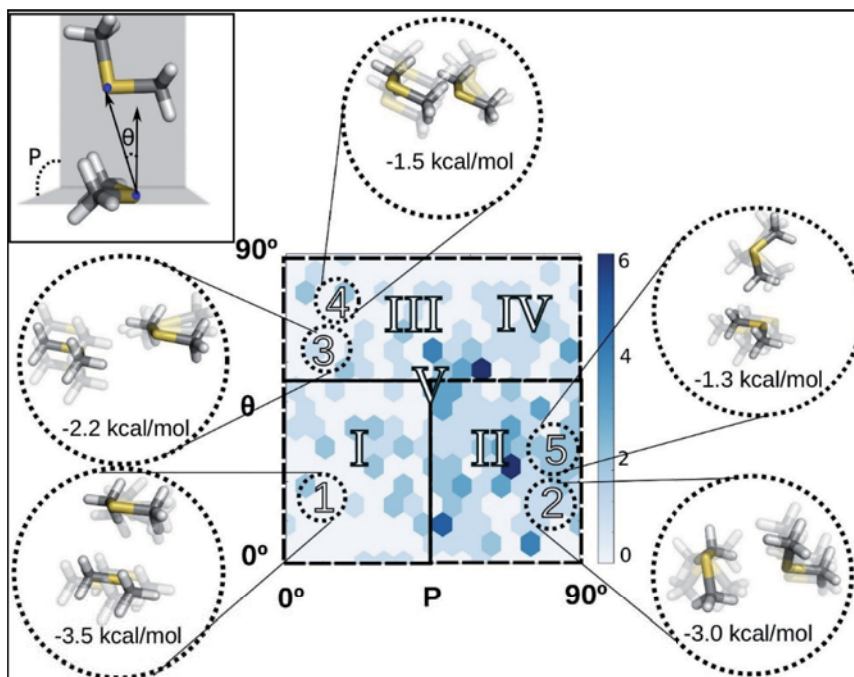 P
θ
-1.5 kcal/mol
90º
6
4
2
0
θ
0º
0º
P
90º
III
IV
V
I
II
4
3
1
5
2
-2.2 kcal/mol
-1.3 kcal/mol
-3.5 kcal/mol
-3.0 kcal/mol